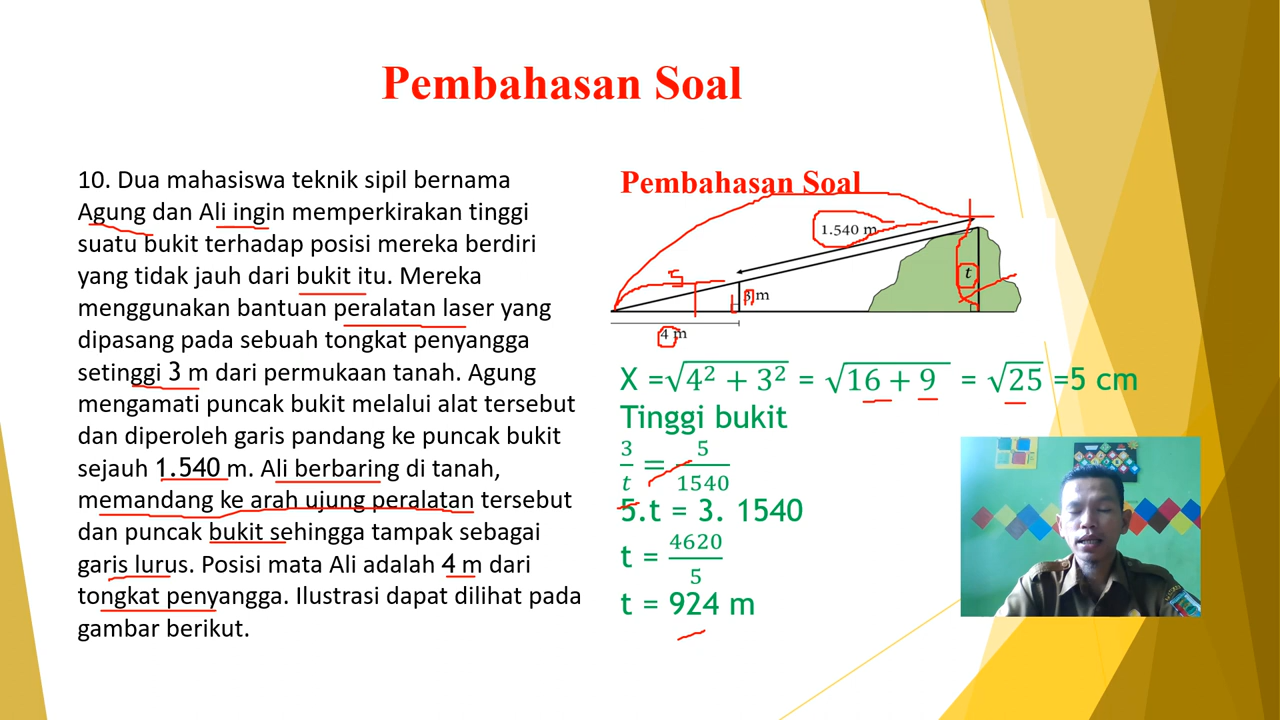 Pembahasan Soal
10. Dua mahasiswa teknik sipil bernama
Agung dan Ali ingin memperkirakan tinggi
suatu bukit terhadap posisi mereka berdiri
yang tidak jauh dari bukit itu. Mereka
menggunakan bantuan peralatan laser yang
dipasang pada sebuah tongkat penyangga
setinggi 3 m dari permukaan tanah. Agung
mengamati puncak bukit melalui alat tersebut
dan diperoleh garis pandang ke puncak bukit
sejauh 1.540 m. Ali berbaring di tanah,
memandang ke arah ujung peralatan tersebut
dan puncak bukit sehingga tampak sebagai
garis lurus. Posisi mata Ali adalah 4 m dari
tongkat penyangga. Ilustrasi dapat dilihat pada
gambar berikut.
Pembahasan Soal
1.540 m
5
t
3 m
4 m
X =√(4² + 3²) = √(16 + 9) = √25 =5 cm
Tinggi bukit
3/t = 5/1540
5.t = 3. 1540
t = 4620/5
t = 924 m